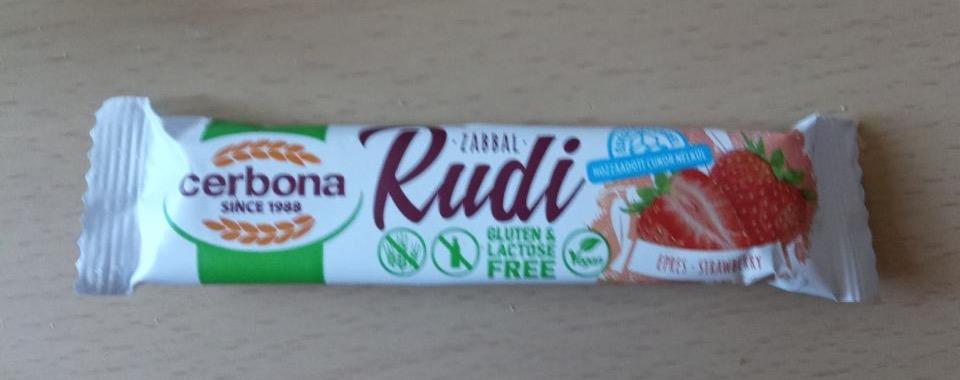 cerbona
SINCE 1988
·ZABBAL·
Rudi
GLUTEN &
LACTOSE
FREE
Vegan
HOZZÁADOTT CUKOR NÉLKÜL
EPRES · STRAWBERRY